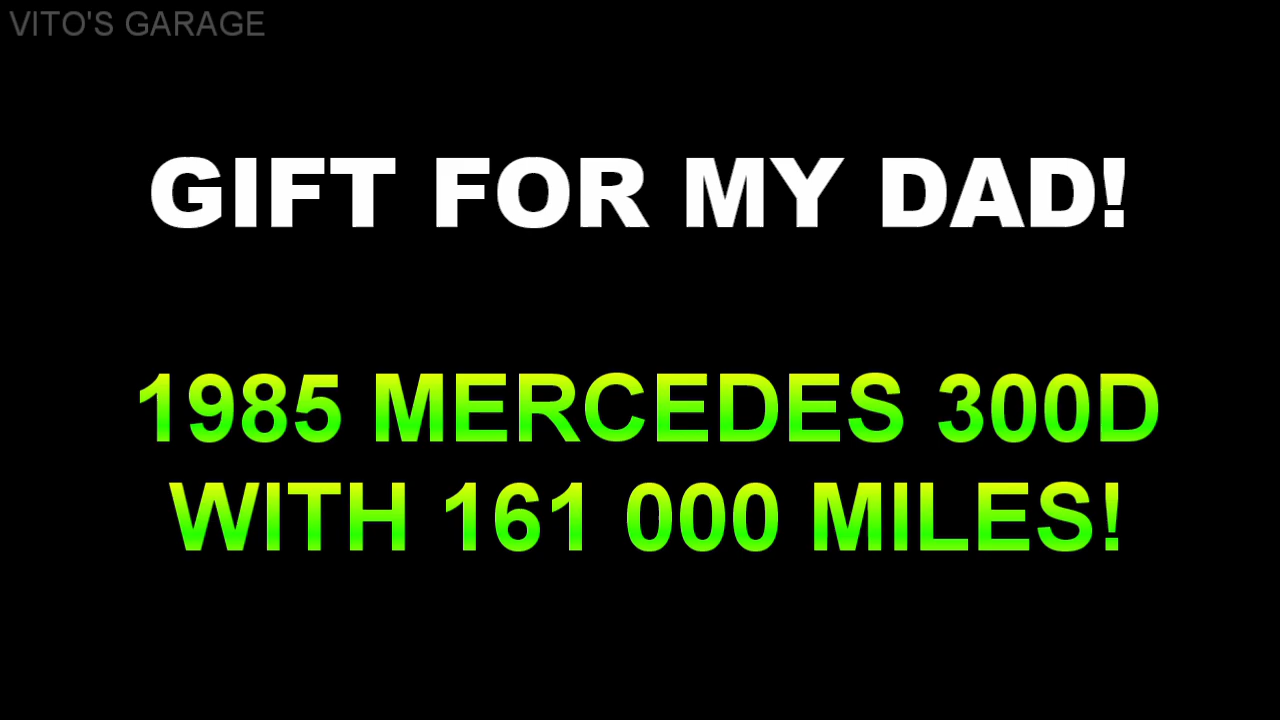 VITO'S GARAGE
GIFT FOR MY DAD!
1985 MERCEDES 300D
WITH 161 000 MILES!